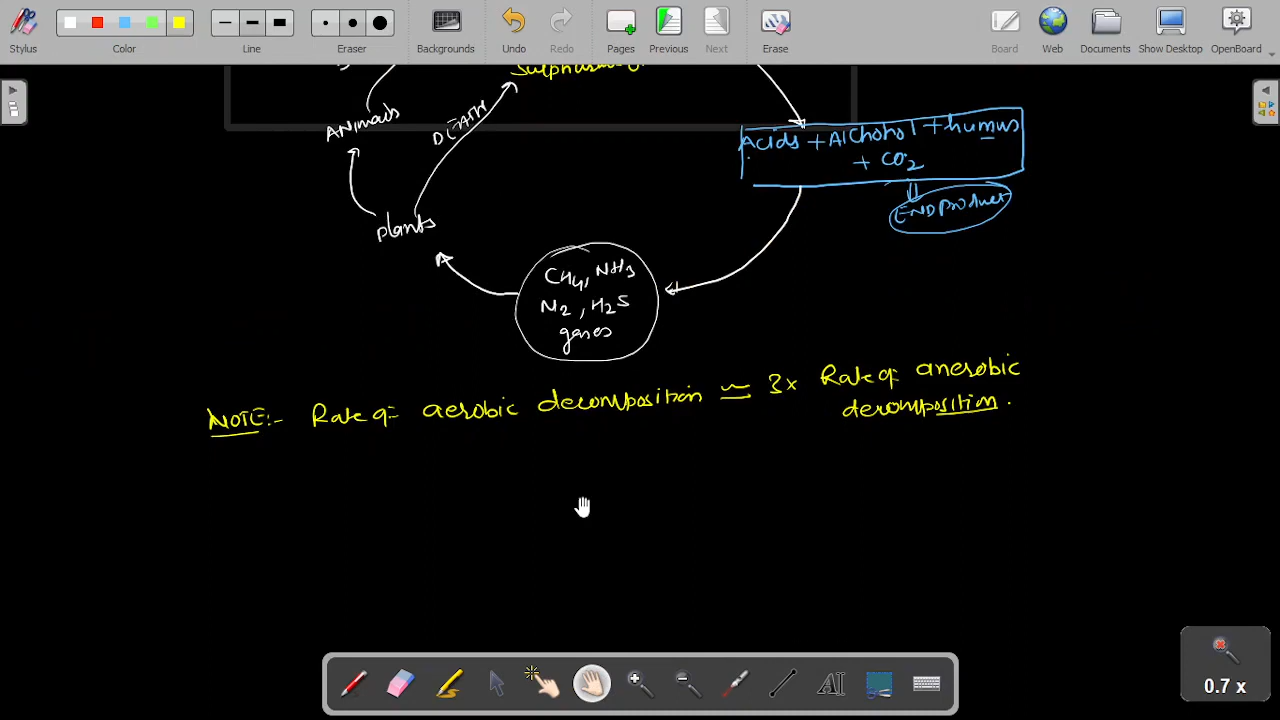 Stylus
Color
Line
Eraser
Backgrounds
Undo
Redo
Pages
Previous
Next
Erase
Board
Web
Documents
Show Desktop
OpenBoard
ANimals
DEATH
plants
Acids + Alchohol + humus
+ CO2
END Product
CH4, NH3
N2, H2S
gases
NOTE:- Rate of aerobic decomposition ≃ 3x Rate of anerobic
decomposition.
0.7 x